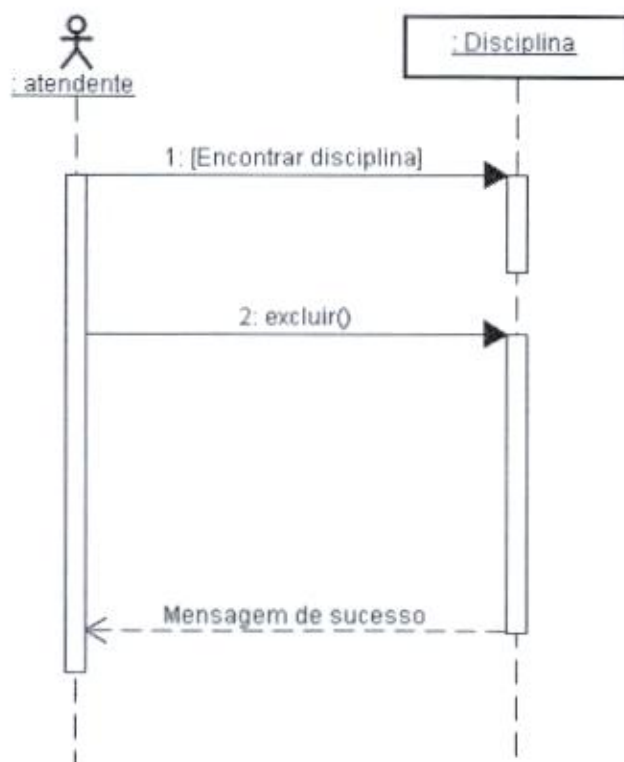 : atendente
: Disciplina
1: [Encontrar disciplina]
2: excluir()
Mensagem de sucesso